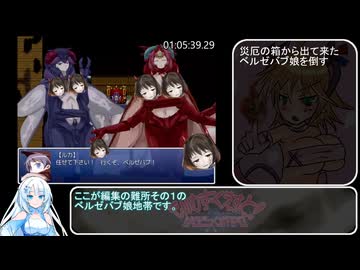 01:05:39.29
災厄の箱から出て来た
ベルゼバブ娘を倒す
【ルカ】
任せて下さい! 行くぞ、ベルゼバブ!
ここが編集の難所その1の
ベルゼバブ娘地帯です。